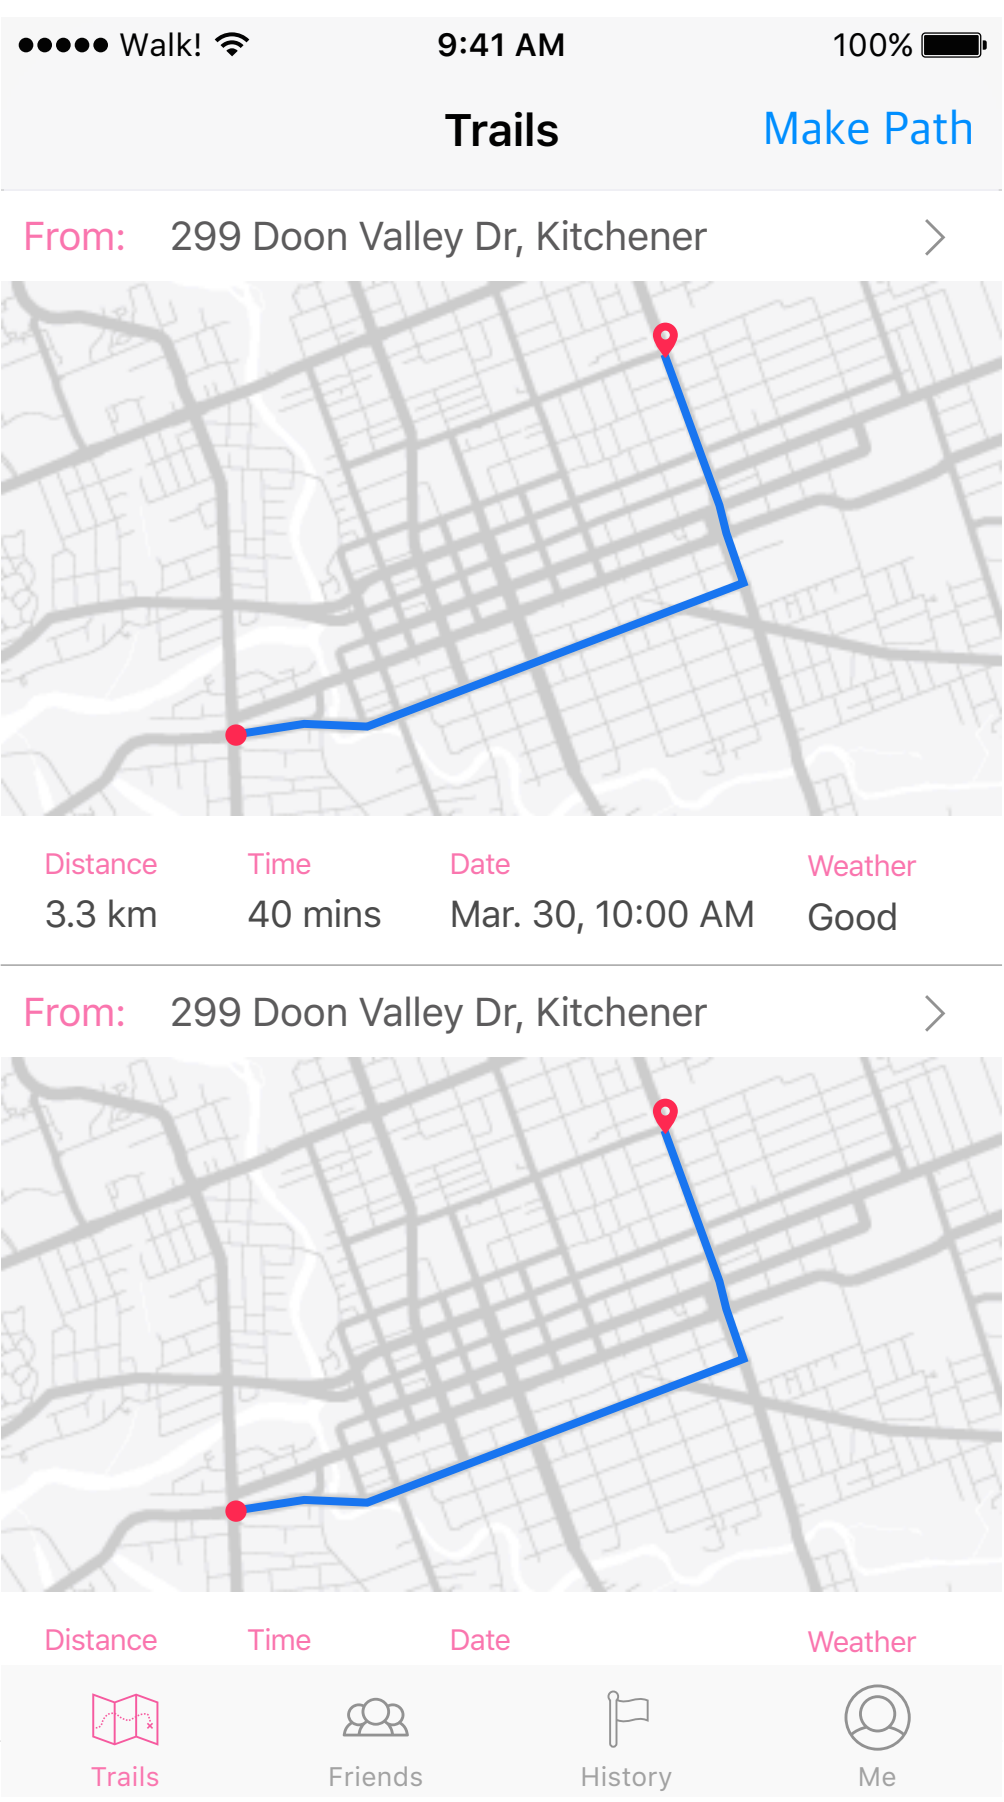 Walk! 9:41 AM 100%
Trails Make Path
From: 299 Doon Valley Dr, Kitchener
Distance Time Date Weather
3.3 km 40 mins Mar. 30, 10:00 AM Good
From: 299 Doon Valley Dr, Kitchener
Distance Time Date Weather
Trails Friends History Me